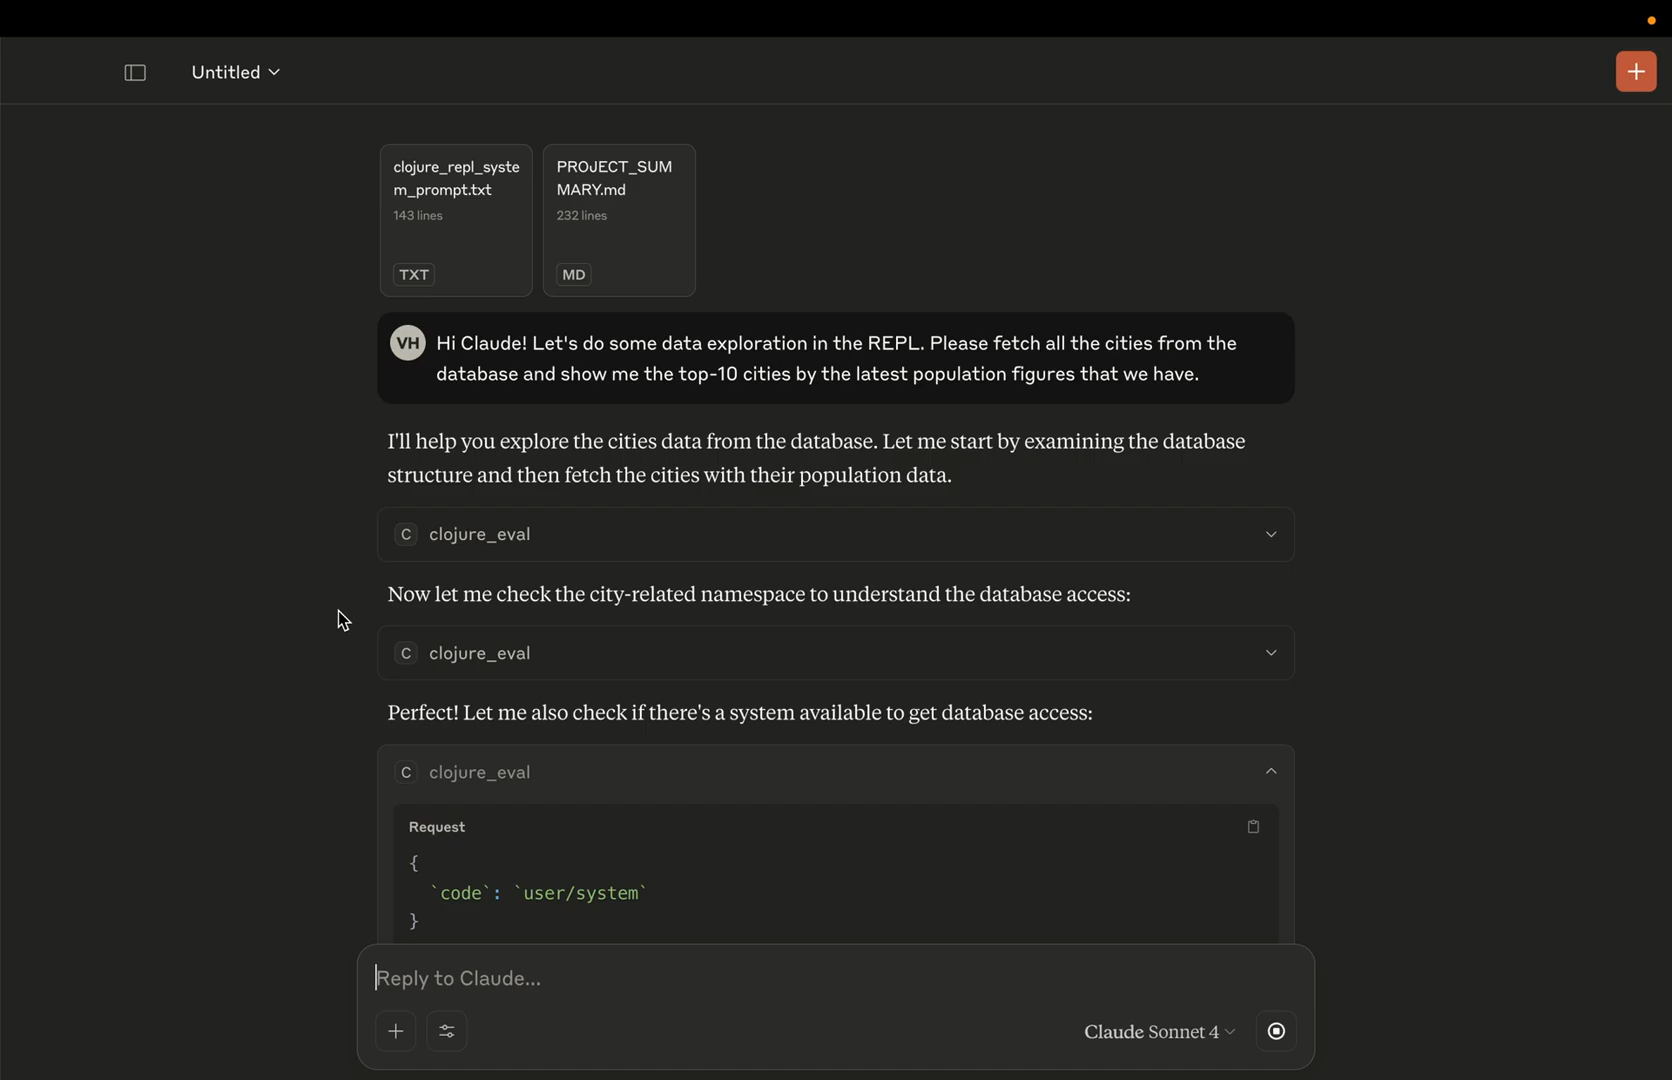 Untitled
clojure_repl_syste
m_prompt.txt
143 lines
TXT
PROJECT_SUM
MARY.md
232 lines
MD
VH
Hi Claude! Let's do some data exploration in the REPL. Please fetch all the cities from the
database and show me the top-10 cities by the latest population figures that we have.
I'll help you explore the cities data from the database. Let me start by examining the database
structure and then fetch the cities with their population data.
C clojure_eval
Now let me check the city-related namespace to understand the database access:
C clojure_eval
Perfect! Let me also check if there's a system available to get database access:
C clojure_eval
Request
{
`code`: `user/system`
}
Reply to Claude...
Claude Sonnet 4